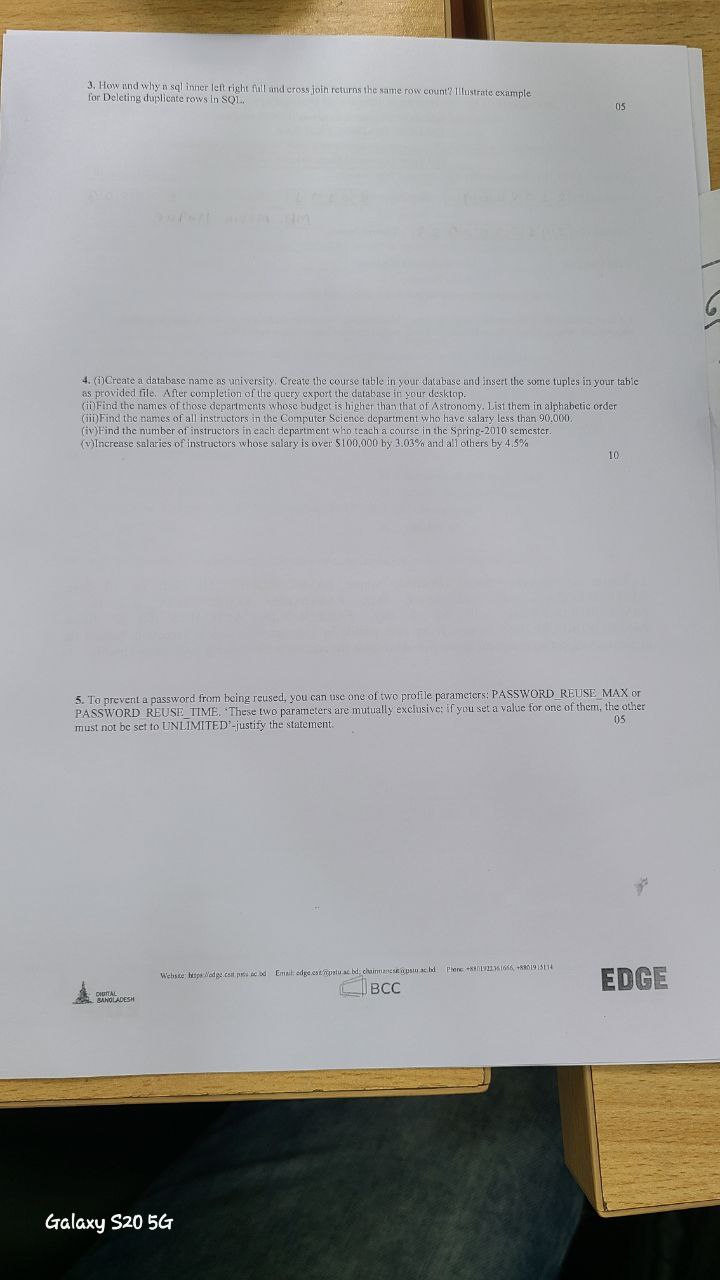 3. How and why a sql inner left right full and cross join returns the same row count? Illustrate example
for Deleting duplicate rows in SQL.
05
4. (i)Create a database name as university. Create the course table in your database and insert the some tuples in your table
as provided file. After completion of the query export the database in your desktop.
(ii)Find the names of those departments whose budget is higher than that of Astronomy. List them in alphabetic order
(iii)Find the names of all instructors in the Computer Science department who have salary less than 90,000.
(iv)Find the number of instructors in each department who teach a course in the Spring-2010 semester.
(v)Increase salaries of instructors whose salary is over $100,000 by 3.03% and all others by 4.5%
10
5. To prevent a password from being reused, you can use one of two profile parameters: PASSWORD_REUSE_MAX or
PASSWORD_REUSE_TIME. ‘These two parameters are mutually exclusive; if you set a value for one of them, the other
must not be set to UNLIMITED’-justify the statement.
05
Website: https://edge.csit.pstu.ac.bd Email: edge.csit@pstu.ac.bd; chairmancsit@pstu.ac.bd Phone
DIGITAL
BANGLADESH
BCC
EDGE
Galaxy S20 5G